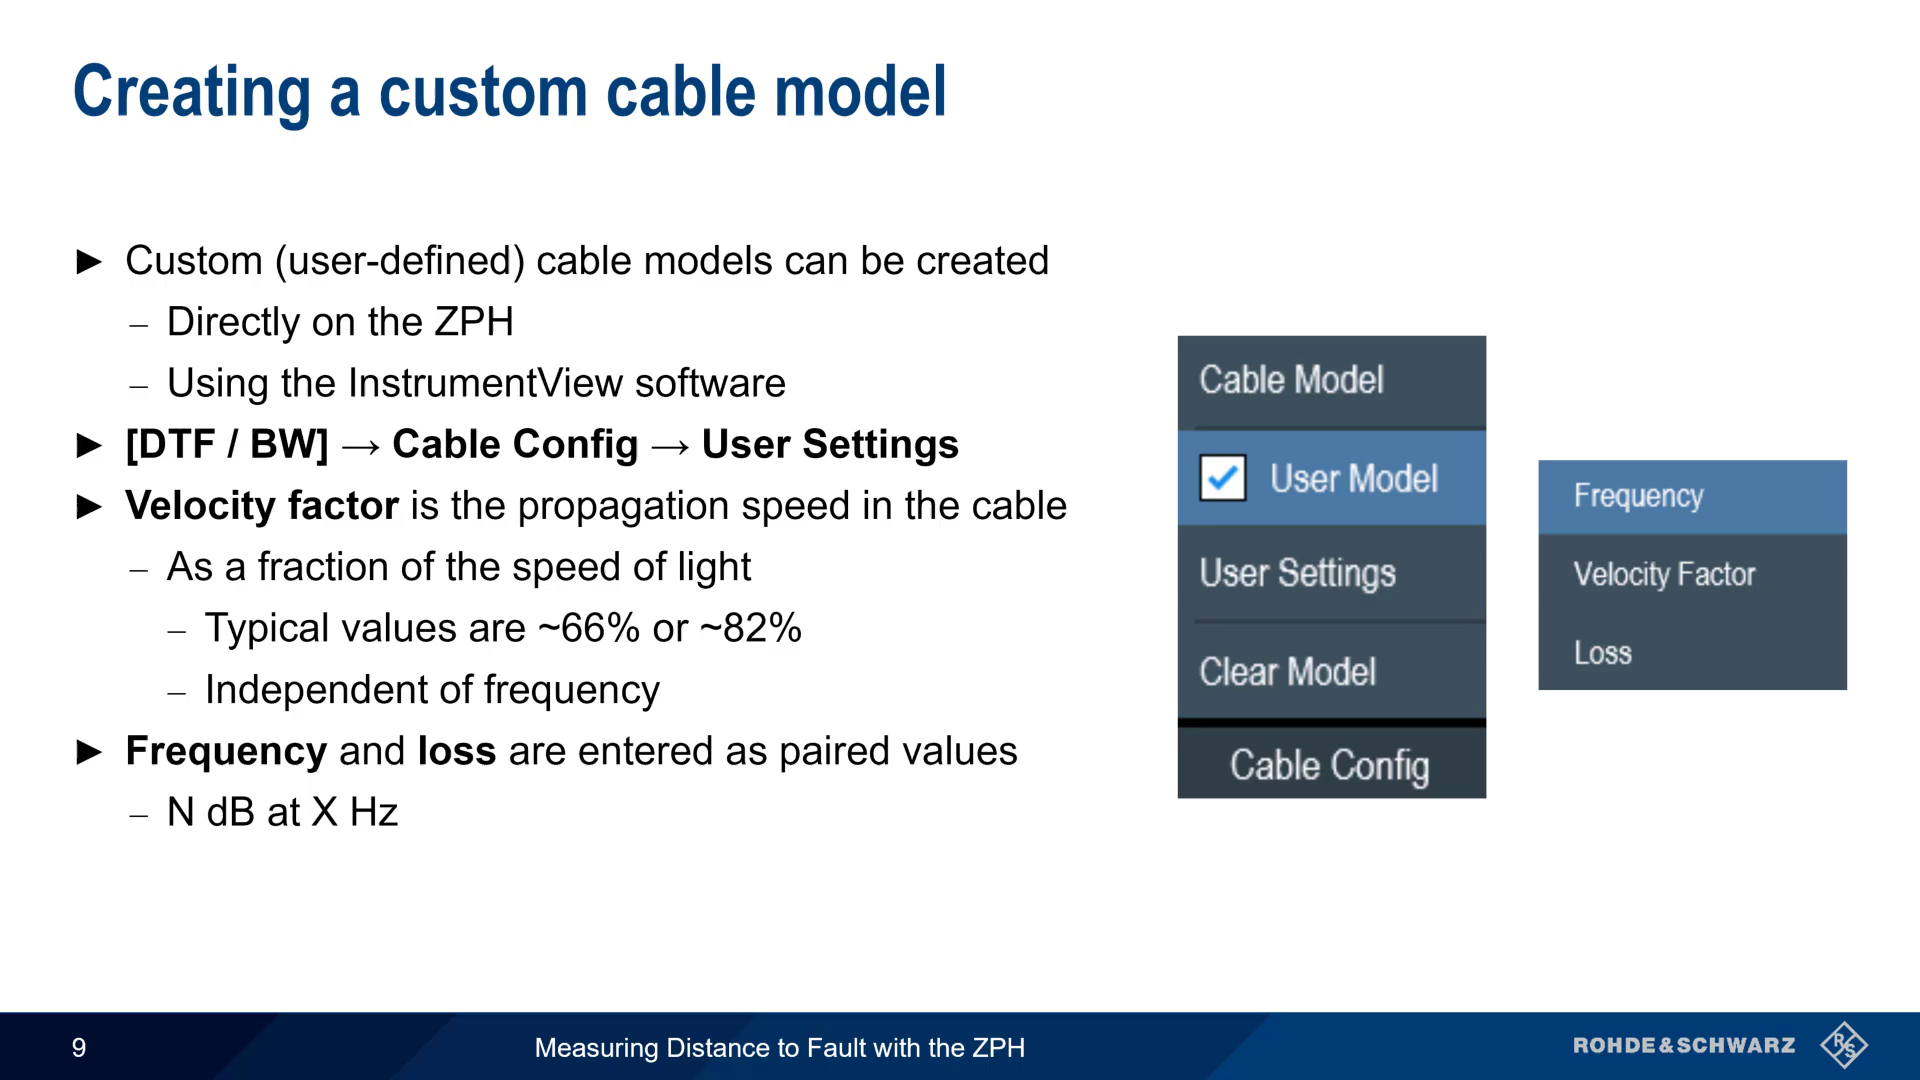 Creating a custom cable model
► Custom (user-defined) cable models can be created
– Directly on the ZPH
– Using the InstrumentView software
► [DTF / BW] → Cable Config → User Settings
► Velocity factor is the propagation speed in the cable
– As a fraction of the speed of light
– Typical values are ~66% or ~82%
– Independent of frequency
► Frequency and loss are entered as paired values
– N dB at X Hz
Cable Model
User Model
User Settings
Clear Model
Cable Config
Frequency
Velocity Factor
Loss
9
Measuring Distance to Fault with the ZPH
ROHDE&SCHWARZ
R&S